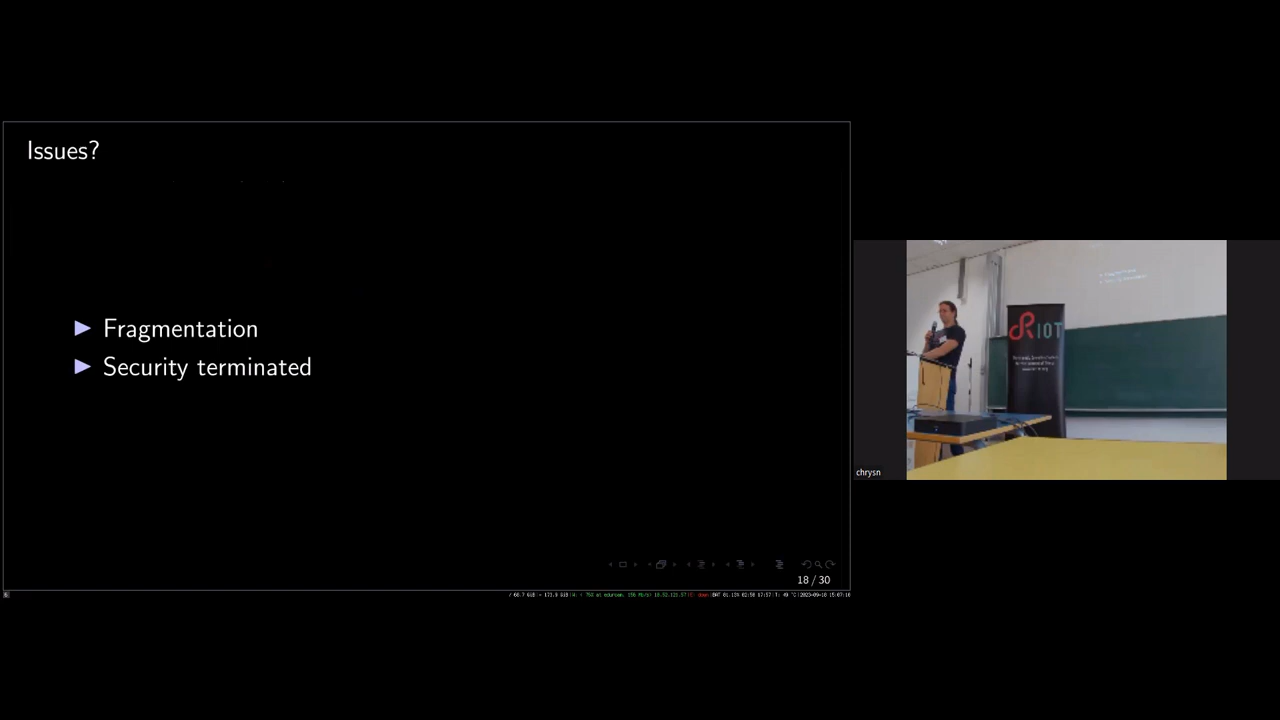 Issues?
Fragmentation
Security terminated
18 / 30
RIOT
chrysn